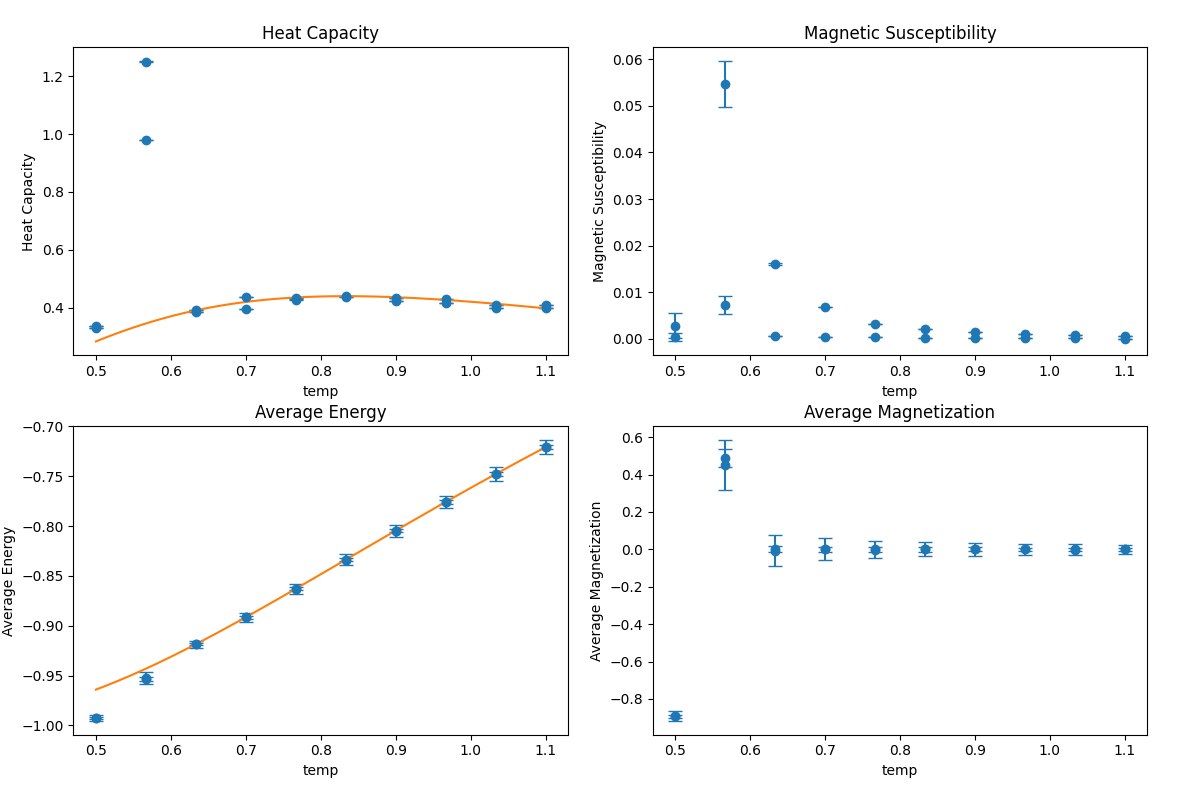 Heat Capacity
Heat Capacity
1.2
1.0
0.8
0.6
0.4
0.5 0.6 0.7 0.8 0.9 1.0 1.1
temp
Magnetic Susceptibility
Magnetic Susceptibility
0.06
0.05
0.04
0.03
0.02
0.01
0.00
0.5 0.6 0.7 0.8 0.9 1.0 1.1
temp
Average Energy
Average Energy
−0.70
−0.75
−0.80
−0.85
−0.90
−0.95
−1.00
0.5 0.6 0.7 0.8 0.9 1.0 1.1
temp
Average Magnetization
Average Magnetization
0.6
0.4
0.2
0.0
−0.2
−0.4
−0.6
−0.8
0.5 0.6 0.7 0.8 0.9 1.0 1.1
temp